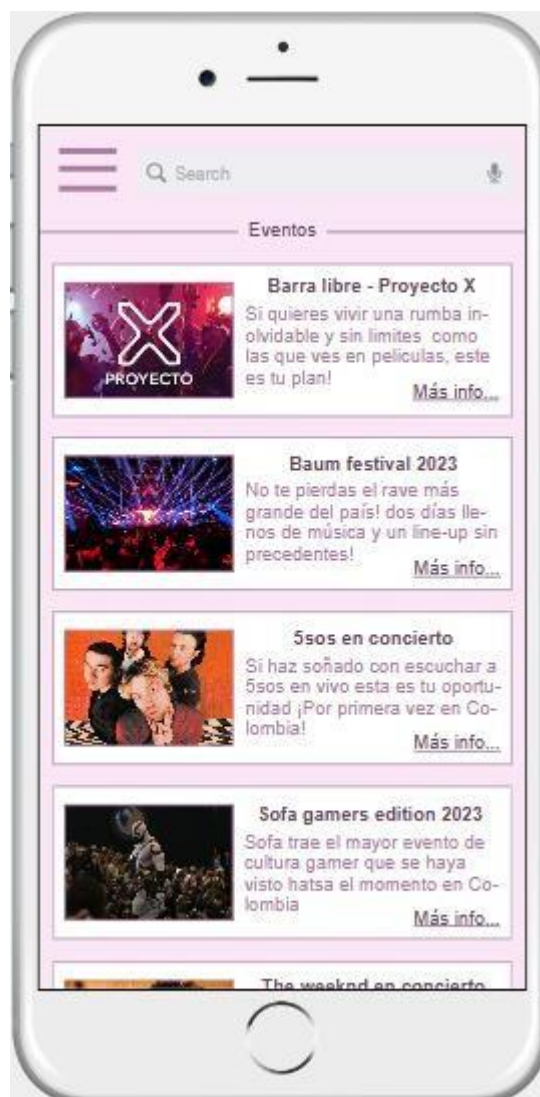 Search
Eventos
Barra libre - Proyecto X
Si quieres vivir una rumba in-
olvidable y sin limites como
las que ves en peliculas, este
es tu plan!
Más info...
X
PROYECTO
Baum festival 2023
No te pierdas el rave más
grande del país! dos días lle-
nos de música y un line-up sin
precedentes!
Más info...
5sos en concierto
Si haz soñado con escuchar a
5sos en vivo esta es tu oportu-
nidad ¡Por primera vez en Co-
lombia!
Más info...
Sofa gamers edition 2023
Sofa trae el mayor evento de
cultura gamer que se haya
visto hatsa el momento en Co-
lombia
Más info...
The weeknd en concierto